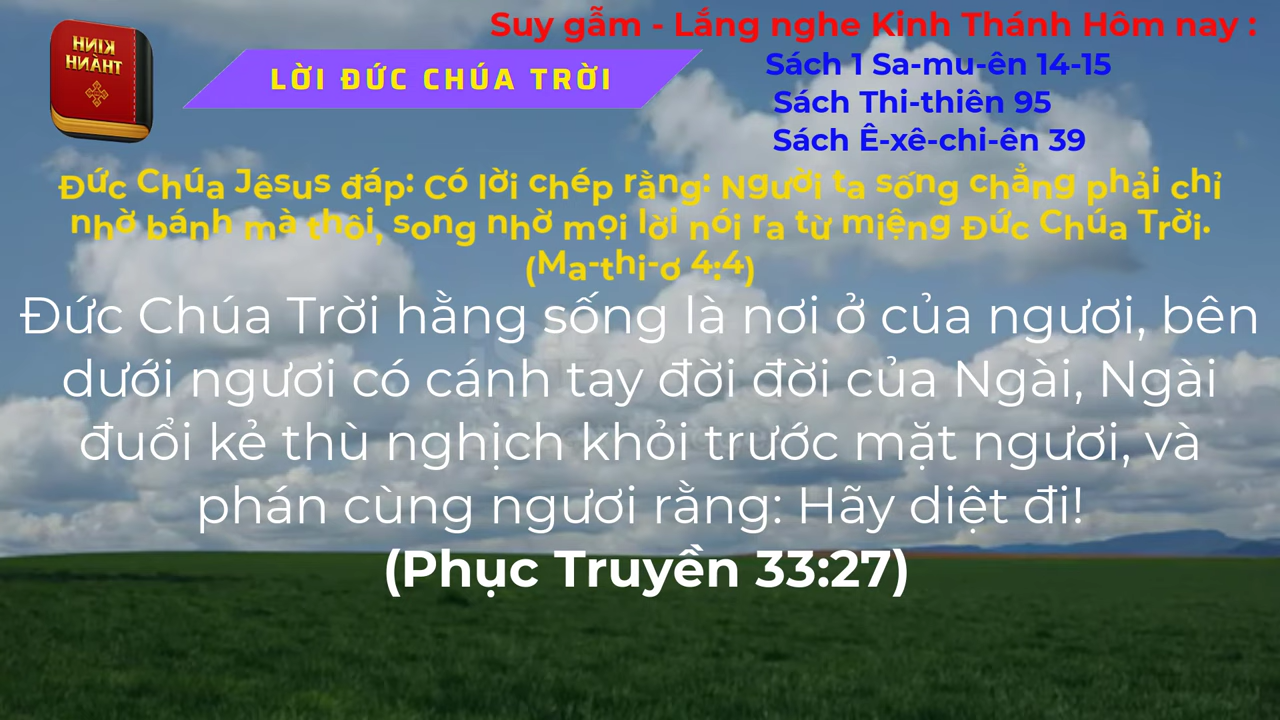 Suy gẫm - Lắng nghe Kinh Thánh Hôm nay :
KINH
THÀNH
LỜI ĐỨC CHÚA TRỜI
Sách 1 Sa-mu-ên 14-15
Sách Thi-thiên 95
Sách Ê-xê-chi-ên 39
Đức Chúa Jêsus đáp: Có lời chép rằng: Người ta sống chẳng phải chỉ
nhờ bánh mà thôi, song nhờ mọi lời nói ra từ miệng Đức Chúa Trời.
(Ma-thi-ơ 4:4)
Đức Chúa Trời hằng sống là nơi ở của ngươi, bên
dưới ngươi có cánh tay đời đời của Ngài, Ngài
đuổi kẻ thù nghịch khỏi trước mặt ngươi, và
phán cùng ngươi rằng: Hãy diệt đi!
(Phục Truyền 33:27)